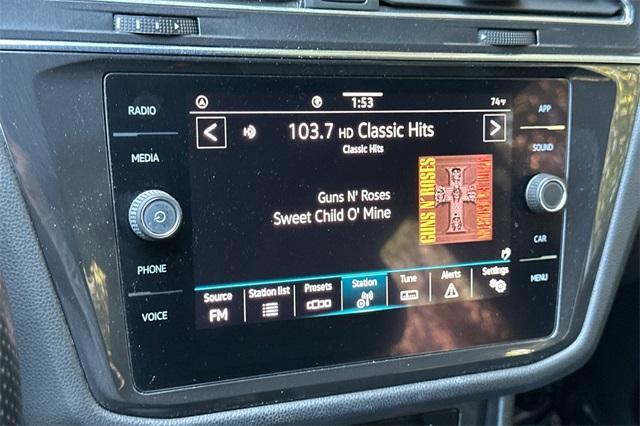 RADIO
MEDIA
PHONE
VOICE
1:53
74°F
103.7 HD Classic Hits
Classic Hits
Guns N' Roses
Sweet Child O' Mine
GUNS N' ROSES
Source
FM
Station list
Presets
Station
Tune
Alerts
Settings
APP
SOUND
CAR
MENU